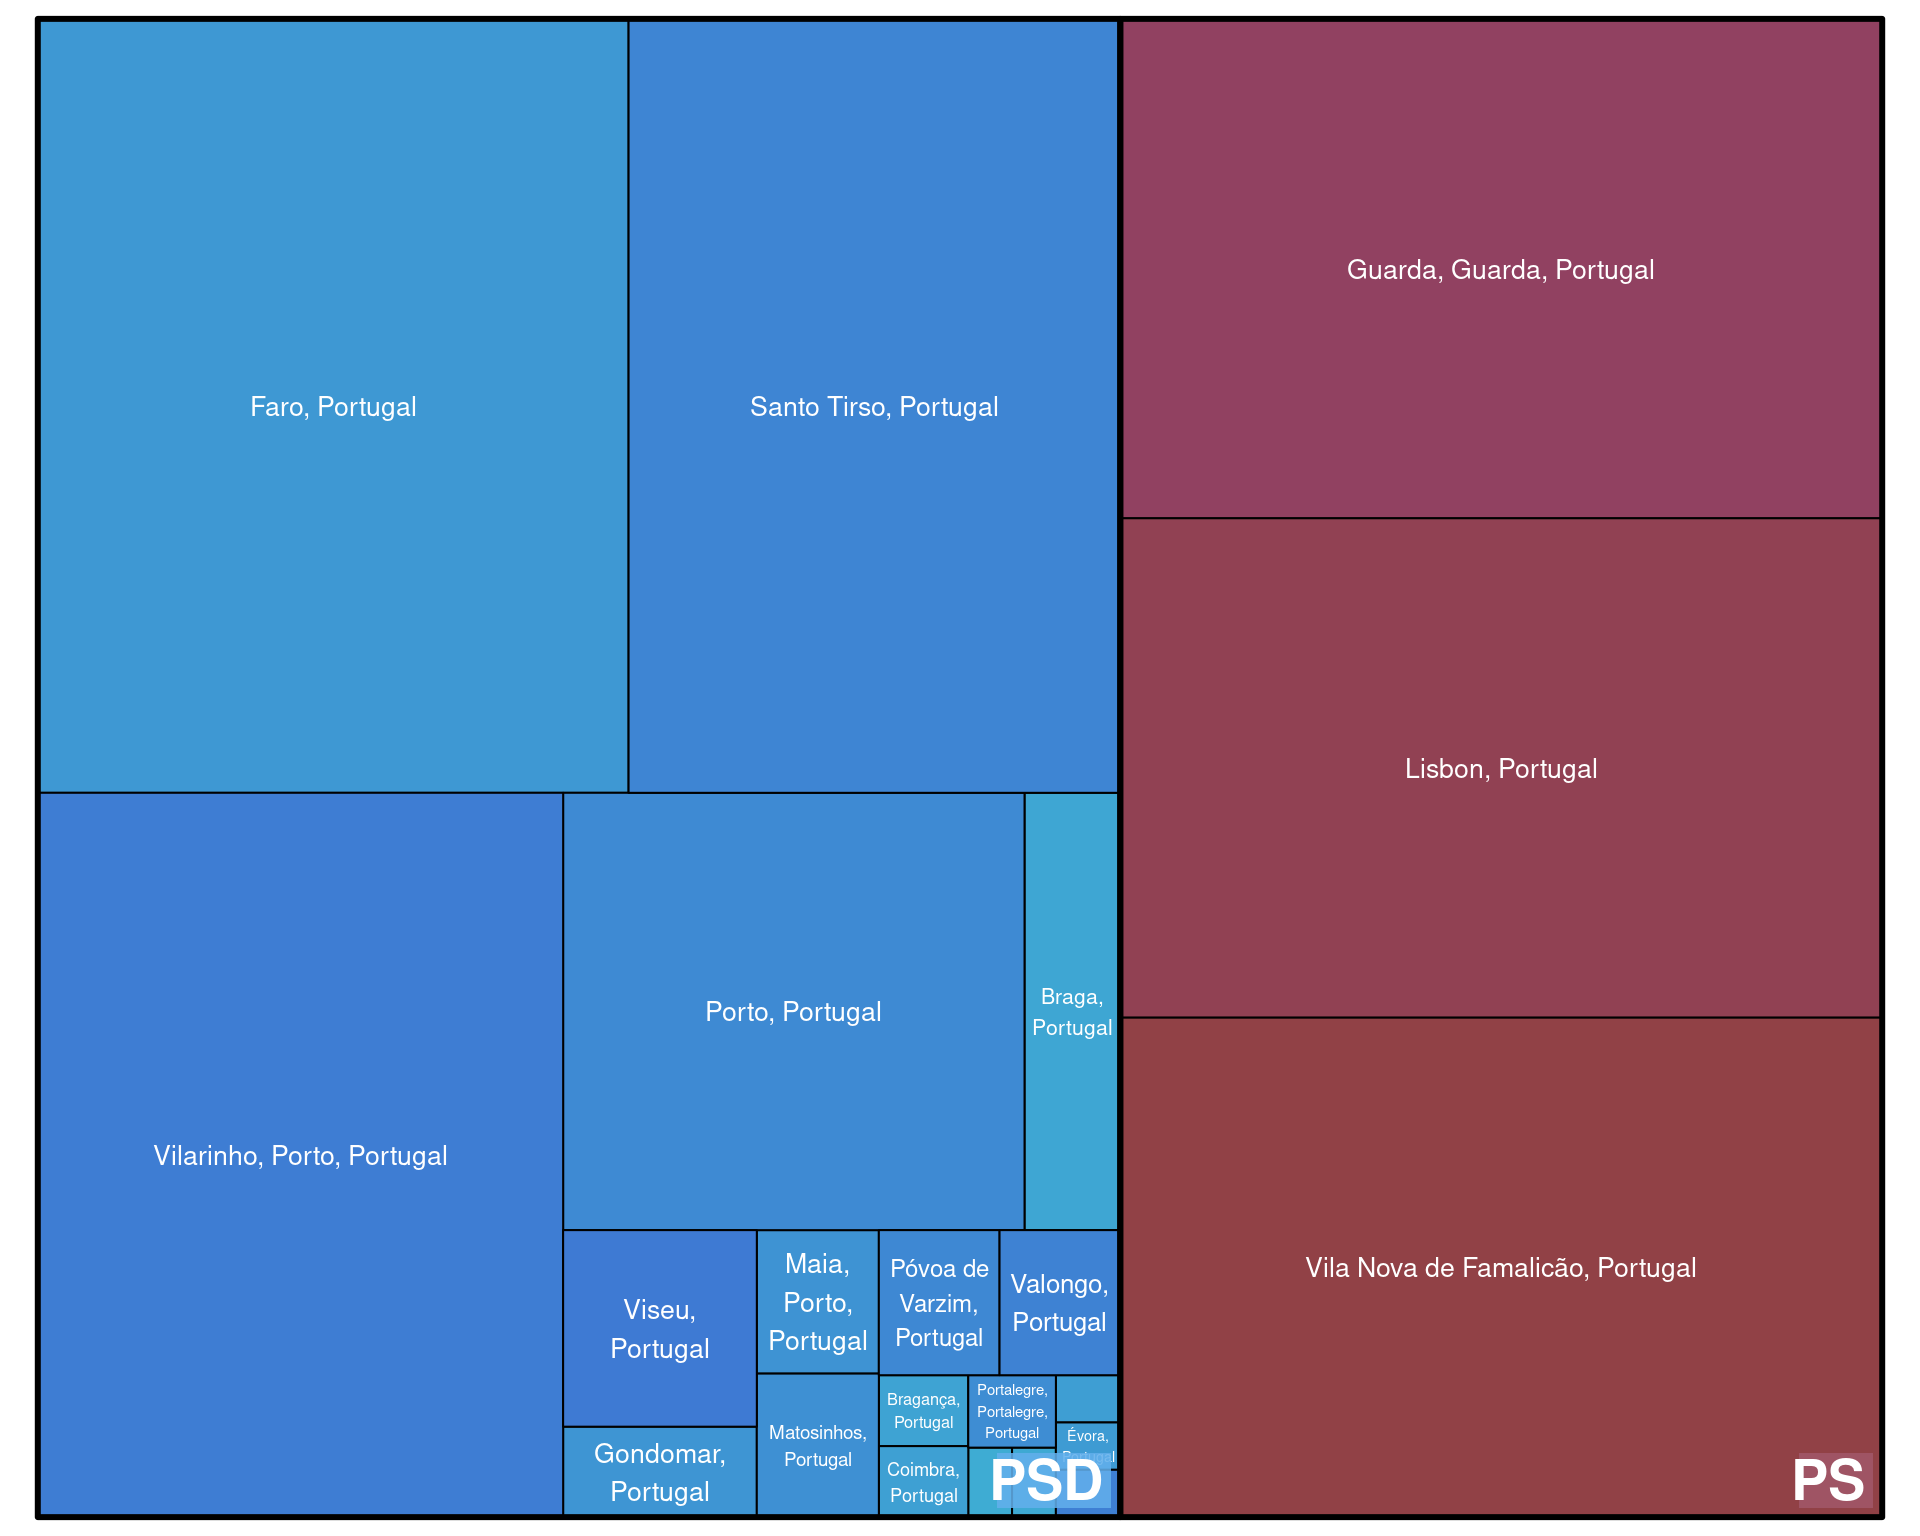 Faro, Portugal
Santo Tirso, Portugal
Guarda, Guarda, Portugal
Lisbon, Portugal
Vilarinho, Porto, Portugal
Porto, Portugal
Braga,
Portugal
Vila Nova de Famalicão, Portugal
Viseu,
Portugal
Maia,
Porto,
Portugal
Póvoa de
Varzim,
Portugal
Valongo,
Portugal
Gondomar,
Portugal
Matosinhos,
Portugal
Bragança,
Portugal
Portalegre,
Portalegre,
Portugal
Évora,
Portugal
Coimbra,
Portugal
PSD
PS